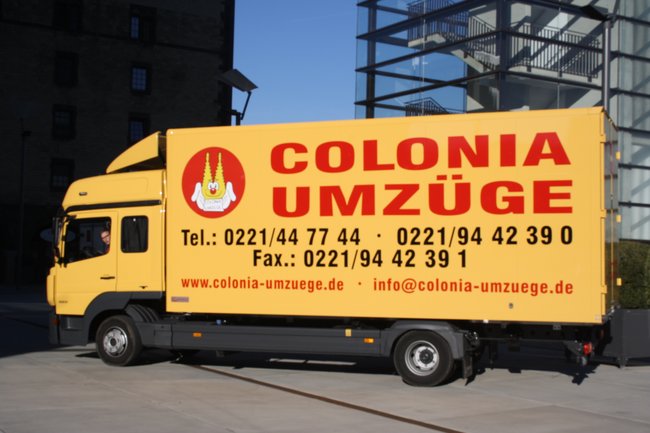 COLONIA
UMZÜGE
Tel.: 0221/44 77 44 · 0221/94 42 39 0
Fax.: 0221/94 42 39 1
www.colonia-umzuege.de · info@colonia-umzuege.de